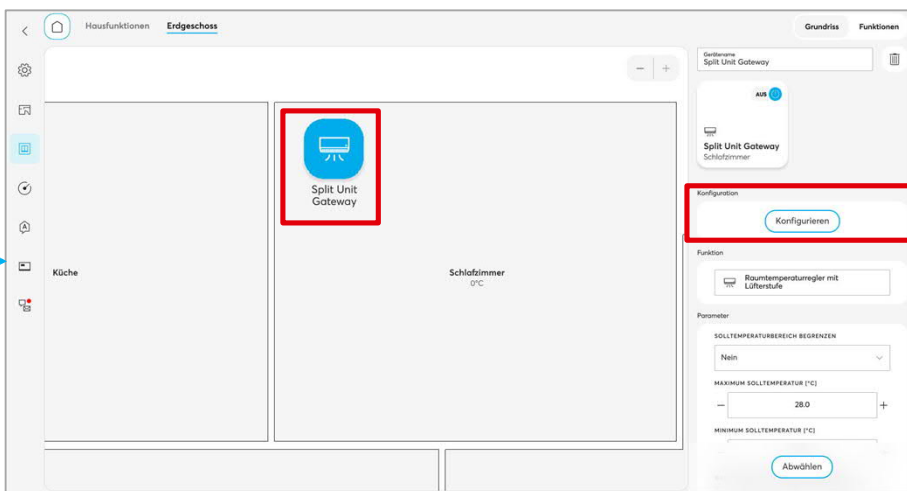 Hausfunktionen Erdgeschoss
Grundriss Funktionen
Gerätename
Split Unit Gateway
AUS
Split Unit Gateway
Schlafzimmer
Split Unit
Gateway
Konfiguration
Konfigurieren
Küche
Schlafzimmer
0°C
Funktion
Raumtemperaturregler mit
Lüfterstufe
Parameter
SOLLTEMPERATURBEREICH BEGRENZEN
Nein
MAXIMUM SOLLTEMPERATUR (°C)
− 28.0 +
MINIMUM SOLLTEMPERATUR (°C)
Abwählen